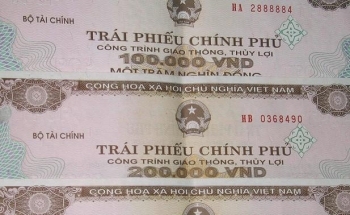 HA 2888884
BỘ TÀI CHÍNH
TRÁI PHIẾU CHÍNH PHỦ
CÔNG TRÌNH GIAO THÔNG, THỦY LỢI
100.000 VND
MỘT TRĂM NGHÌN ĐỒNG
CỘNG HÒA XÃ HỘI CHỦ NGHĨA VIỆT NAM
HB 0368490
BỘ TÀI CHÍNH
TRÁI PHIẾU CHÍNH PHỦ
CÔNG TRÌNH GIAO THÔNG, THỦY LỢI
200.000 VND
CỘNG HÒA XÃ HỘI CHỦ NGHĨA VIỆT NAM